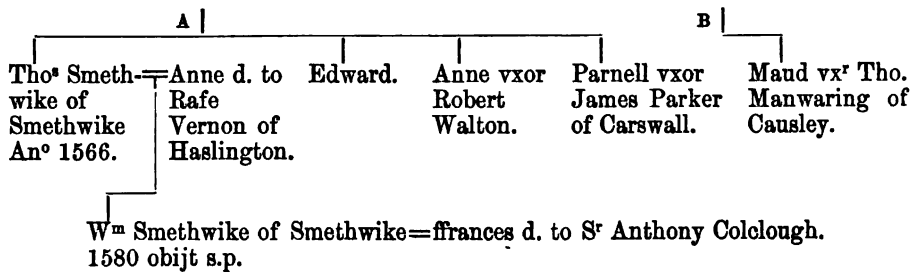 A B
Thoˢ Smeth-=Anne d. to Edward. Anne vxor Parnell vxor Maud vxʳ Tho.
wike of Rafe Robert James Parker Manwaring of
Smethwike Vernon of Walton. of Carswall. Causley.
Anᵒ 1566. Haslington.
Wᵐ Smethwike of Smethwike=ffrances d. to Sʳ Anthony Colclough.
1580 obijt s.p.